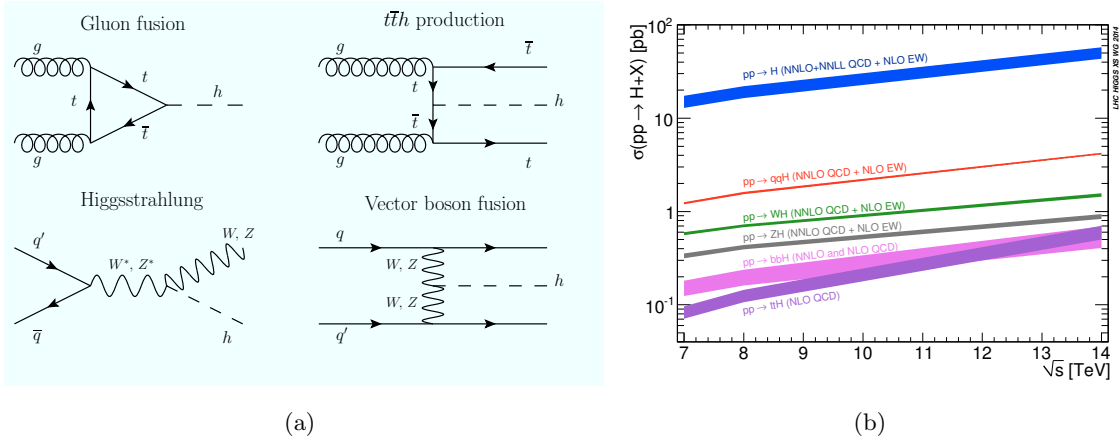 Gluon fusion
g
t
t
t̅
h
g
tt̅h production
g
t̅
t
h
t̅
g
t
Higgsstrahlung
q′
W, Z
W*, Z*
q̅
h
Vector boson fusion
q
W, Z
h
W, Z
q′
(a)
σ(pp → H+X) [pb]
10²
10
1
10⁻¹
pp → H (NNLO+NNLL QCD + NLO EW)
pp → qqH (NNLO QCD + NLO EW)
pp → WH (NNLO QCD + NLO EW)
pp → ZH (NNLO QCD + NLO EW)
pp → bbH (NNLO and NLO QCD)
pp → ttH (NLO QCD)
LHC HIGGS XS WG 2014
7 8 9 10 11 12 13 14
√s [TeV]
(b)